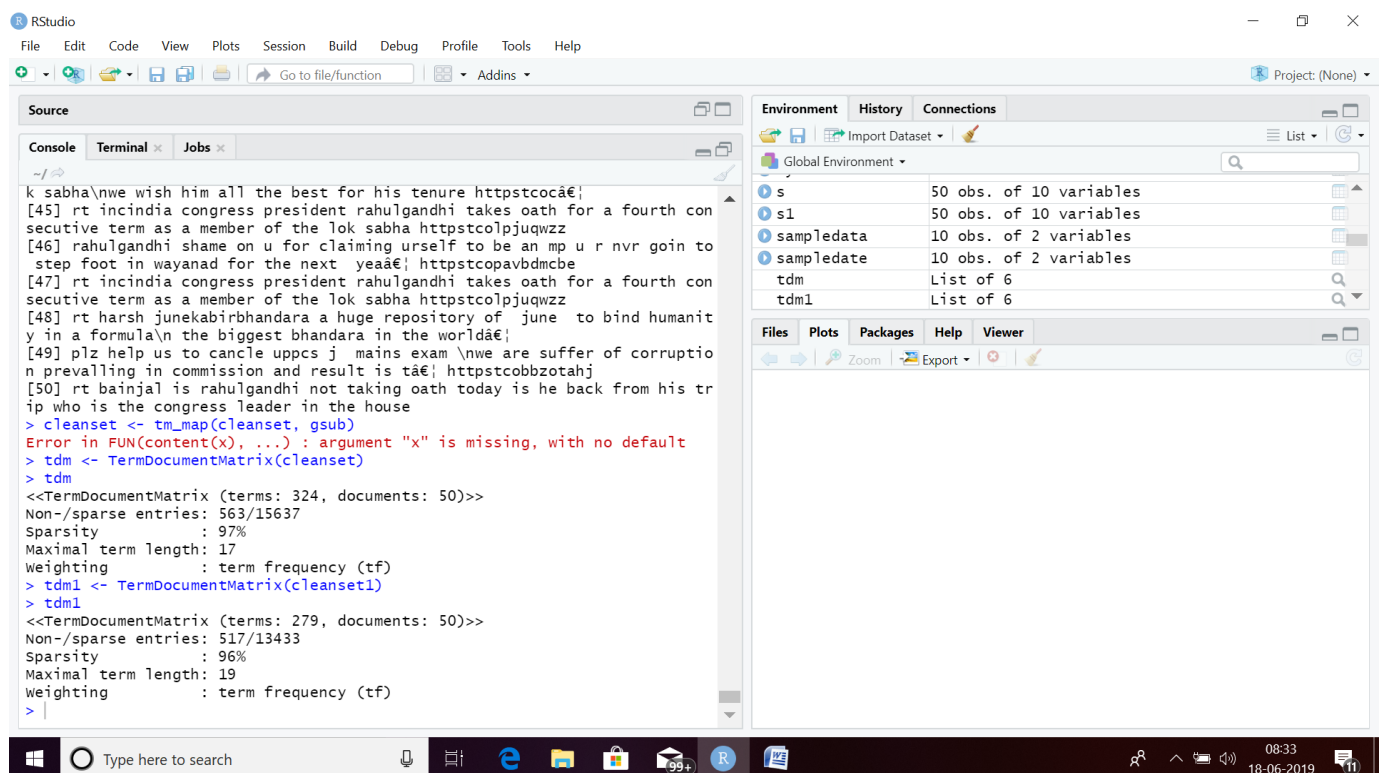 RStudio
File Edit Code View Plots Session Build Debug Profile Tools Help
Go to file/function Addins Project: (None)
Source
Console Terminal Jobs
~/
k sabha\nwe wish him all the best for his tenure httpstcocâ€¦
[45] rt incindia congress president rahulgandhi takes oath for a fourth con
secutive term as a member of the lok sabha httpstcolpjuqwzz
[46] rahulgandhi shame on u for claiming urself to be an mp u r nvr goin to
step foot in wayanad for the next yeaâ€¦ httpstcopavbdmcbe
[47] rt incindia congress president rahulgandhi takes oath for a fourth con
secutive term as a member of the lok sabha httpstcolpjuqwzz
[48] rt harsh junekabirbhandara a huge repository of june to bind humanit
y in a formula\n the biggest bhandara in the worldâ€¦
[49] plz help us to cancle uppcs j mains exam \nwe are suffer of corruptio
n prevalling in commission and result is tâ€¦ httpstcobbzotahj
[50] rt bainjal is rahulgandhi not taking oath today is he back from his tr
ip who is the congress leader in the house
> cleanset <- tm_map(cleanset, gsub)
Error in FUN(content(x), ...) : argument "x" is missing, with no default
> tdm <- TermDocumentMatrix(cleanset)
> tdm
<<TermDocumentMatrix (terms: 324, documents: 50)>>
Non-/sparse entries: 563/15637
Sparsity : 97%
Maximal term length: 17
Weighting : term frequency (tf)
> tdm1 <- TermDocumentMatrix(cleanset1)
> tdm1
<<TermDocumentMatrix (terms: 279, documents: 50)>>
Non-/sparse entries: 517/13433
Sparsity : 96%
Maximal term length: 19
Weighting : term frequency (tf)
>
Environment History Connections
Import Dataset List
Global Environment
s 50 obs. of 10 variables
s1 50 obs. of 10 variables
sampledata 10 obs. of 2 variables
sampledate 10 obs. of 2 variables
tdm List of 6
tdm1 List of 6
Files Plots Packages Help Viewer
Zoom Export
Type here to search
99+
08:33
18-06-2019
11